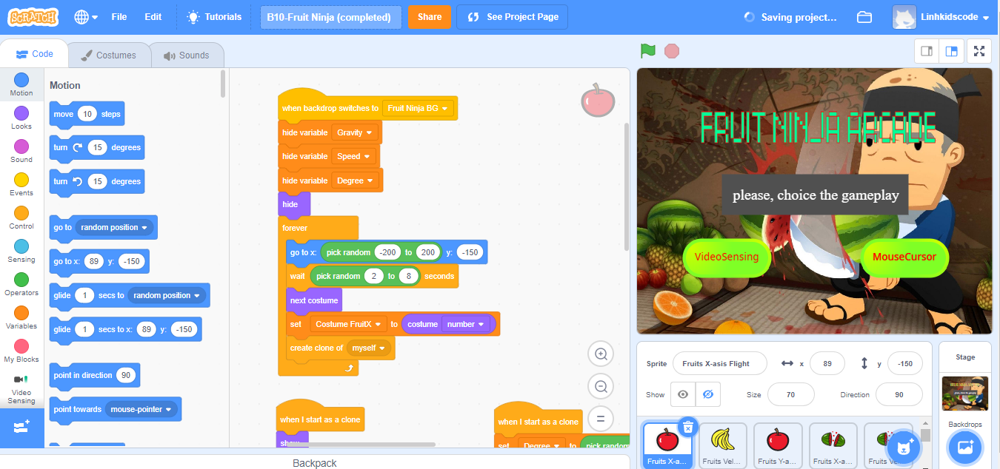 SCRATCH
File
Edit
Tutorials
B10-Fruit Ninja (completed)
Share
See Project Page
Saving project...
Linhkidscode
Code
Costumes
Sounds
Motion
Looks
Sound
Events
Control
Sensing
Operators
Variables
My Blocks
Video
Sensing
Motion
move 10 steps
turn 15 degrees
turn 15 degrees
go to random position
go to x: 89 y: -150
glide 1 secs to random position
glide 1 secs to x: 89 y: -150
point in direction 90
point towards mouse-pointer
when backdrop switches to Fruit Ninja BG
hide variable Gravity
hide variable Speed
hide variable Degree
hide
forever
go to x: pick random -200 to 200 y: -150
wait pick random 2 to 8 seconds
next costume
set Costume FruitX to costume number
create clone of myself
when I start as a clone
show
when I start as a clone
set Degree to pick random
Backpack
FRUIT NINJA ARCADE
please, choice the gameplay
VideoSensing
MouseCursor
Sprite Fruits X-asis Flight x 89 y -150
Show Size 70 Direction 90
Fruits X-a...
Fruits Vel...
Fruits Y-a...
Fruits X-a...
Fruits Ve
Stage
Backdrops